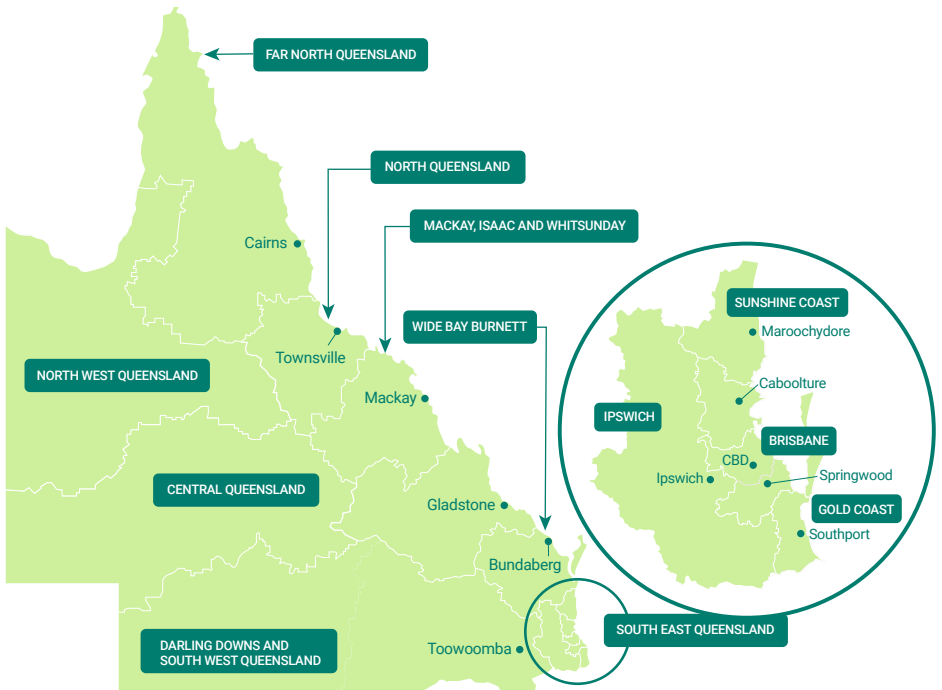 FAR NORTH QUEENSLAND
NORTH QUEENSLAND
MACKAY, ISAAC AND WHITSUNDAY
Cairns
SUNSHINE COAST
WIDE BAY BURNETT
Maroochydore
Townsville
NORTH WEST QUEENSLAND
Caboolture
Mackay
IPSWICH
BRISBANE
CBD
Ipswich
Springwood
CENTRAL QUEENSLAND
Gladstone
GOLD COAST
Southport
Bundaberg
SOUTH EAST QUEENSLAND
DARLING DOWNS AND
SOUTH WEST QUEENSLAND
Toowoomba